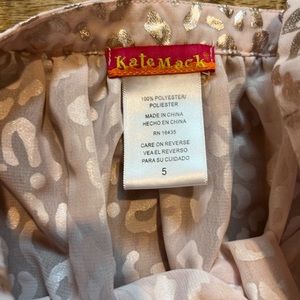 Kate Mack
100% POLYESTER/
POLIESTER
MADE IN CHINA
HECHO EN CHINA
RN 16435
CARE ON REVERSE
VEA EL REVERSO
PARA SU CUIDADO
5